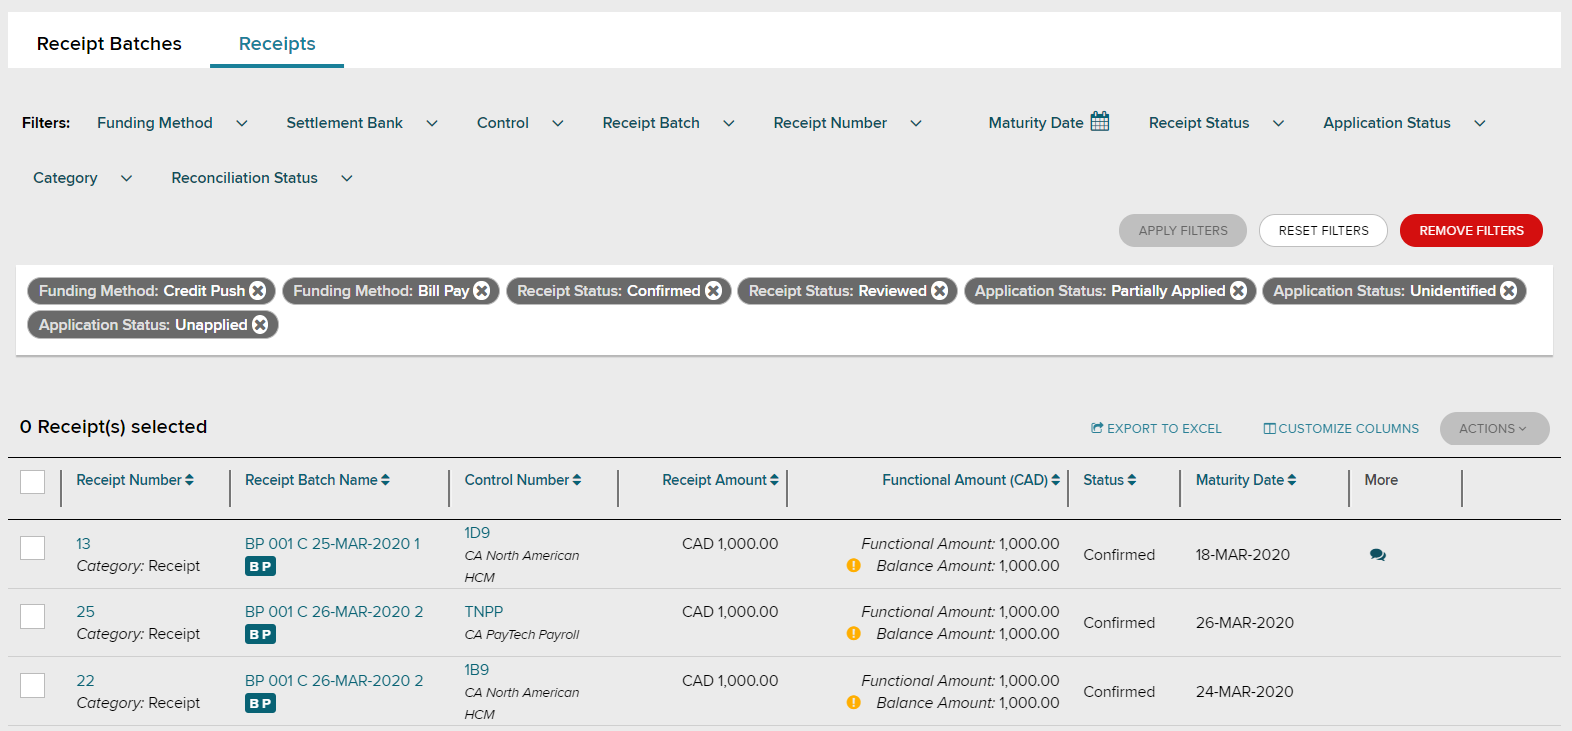 Receipt Batches Receipts
Filters: Funding Method Settlement Bank Control Receipt Batch Receipt Number Maturity Date Receipt Status Application Status
Category Reconciliation Status
APPLY FILTERS RESET FILTERS REMOVE FILTERS
Funding Method: Credit Push Funding Method: Bill Pay Receipt Status: Confirmed Receipt Status: Reviewed Application Status: Partially Applied Application Status: Unidentified
Application Status: Unapplied
0 Receipt(s) selected EXPORT TO EXCEL CUSTOMIZE COLUMNS ACTIONS
Receipt Number Receipt Batch Name Control Number Receipt Amount Functional Amount (CAD) Status Maturity Date More
13 BP 001 C 25-MAR-2020 1 1D9 CAD 1,000.00 Functional Amount: 1,000.00 Confirmed 18-MAR-2020
Category: Receipt BP CA North American Balance Amount: 1,000.00
HCM
25 BP 001 C 26-MAR-2020 2 TNPP CAD 1,000.00 Functional Amount: 1,000.00 Confirmed 26-MAR-2020
Category: Receipt BP CA PayTech Payroll Balance Amount: 1,000.00
22 BP 001 C 26-MAR-2020 2 1B9 CAD 1,000.00 Functional Amount: 1,000.00 Confirmed 24-MAR-2020
Category: Receipt BP CA North American Balance Amount: 1,000.00
HCM